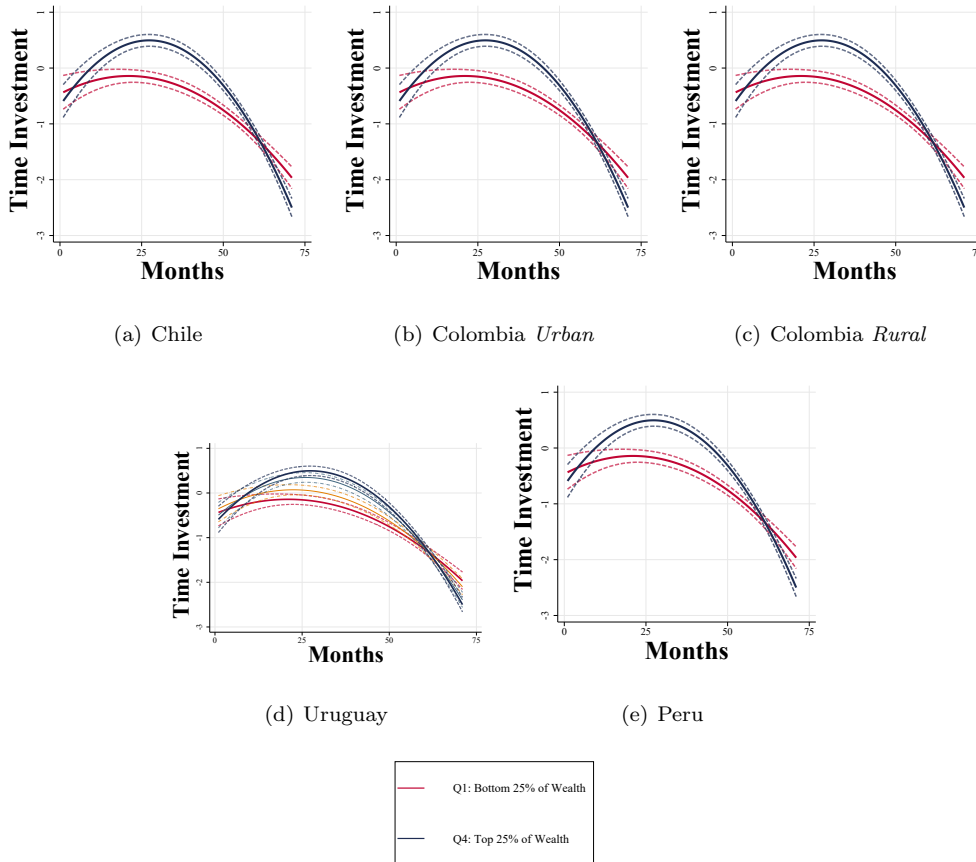 Time Investment
1
0
-1
-2
-3
0 25 50 75
Months
Time Investment
1
0
-1
-2
-3
0 25 50 75
Months
Time Investment
1
0
-1
-2
-3
0 25 50 75
Months
(a) Chile
(b) Colombia Urban
(c) Colombia Rural
Time Investment
1
0
-1
-2
-3
0 25 50 75
Months
Time Investment
1
0
-1
-2
-3
0 25 50 75
Months
(d) Uruguay
(e) Peru
Q1: Bottom 25% of Wealth
Q4: Top 25% of Wealth